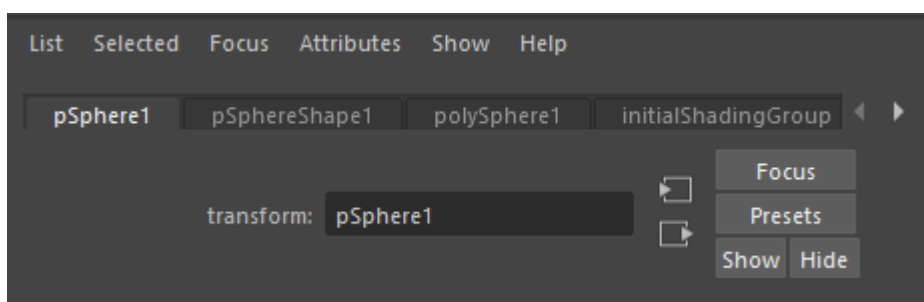 List Selected Focus Attributes Show Help
pSphere1 pSphereShape1 polySphere1 initialShadingGroup
Focus
transform: pSphere1 Presets
Show Hide